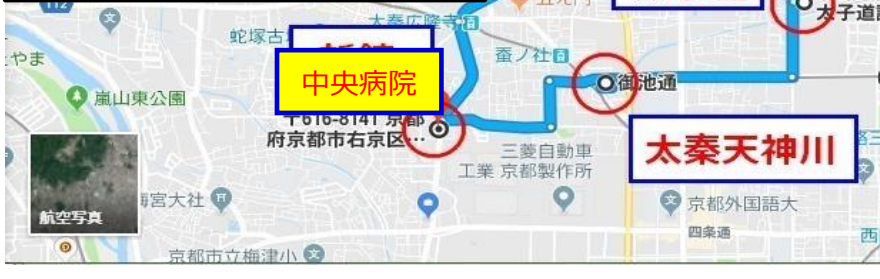 112
太秦広隆寺
蛇塚古
太子道
やま
蚕ノ社
中央病院
御池通
嵐山東公園
〒616-8141 京都
府京都市右京区…
三菱自動車
工業 京都製作所
太秦天神川
梅宮大社
航空写真
京都外国語大
四条通
西
京都市立梅津小